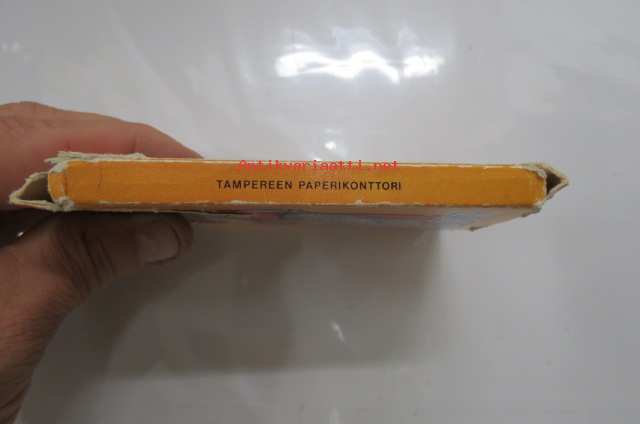 Antikvariaatti.net
TAMPEREEN PAPERIKONTTORI